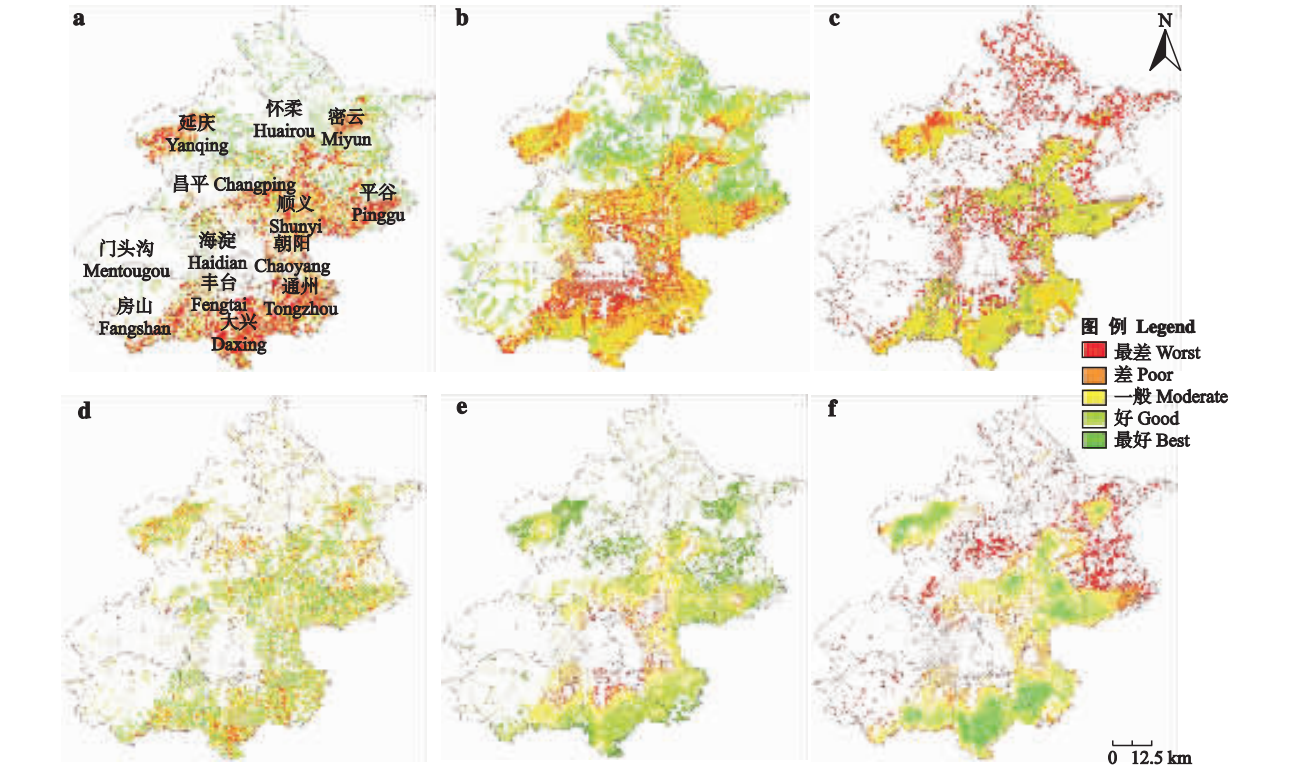 a
b
c
N
怀柔
Huairou
密云
Miyun
延庆
Yanqing
昌平 Changping
平谷
Pinggu
顺义
Shunyi
海淀
Haidian
朝阳
Chaoyang
门头沟
Mentougou
丰台
Fengtai
通州
Tongzhou
房山
Fangshan
大兴
Daxing
图 例 Legend
最差 Worst
差 Poor
一般 Moderate
好 Good
最好 Best
d
e
f
0 12.5 km